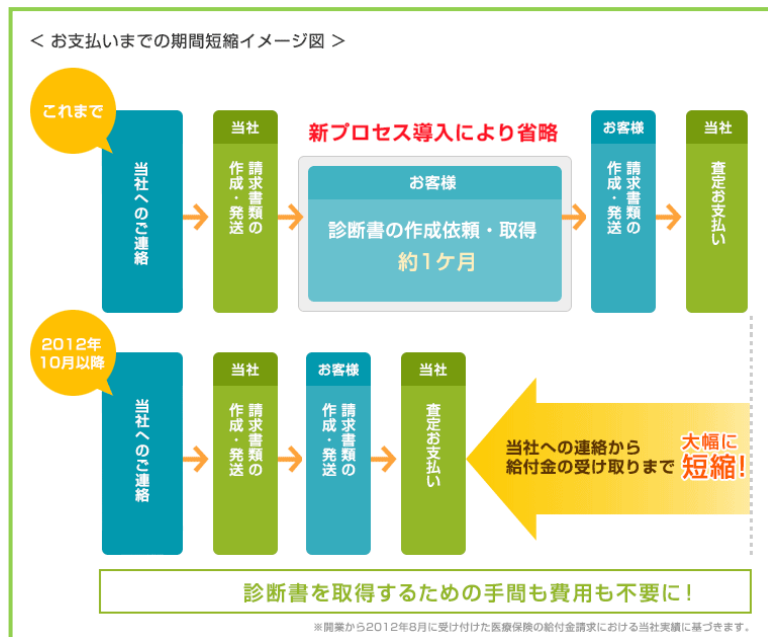 < お支払いまでの期間短縮イメージ図 >
これまで
当社へのご連絡
当社
請求書類の
作成・発送
新プロセス導入により省略
お客様
診断書の作成依頼・取得
約1ケ月
お客様
請求書類の
作成・発送
当社
査定お支払い
2012年
10月以降
当社へのご連絡
当社
請求書類の
作成・発送
お客様
請求書類の
作成・発送
当社
査定お支払い
当社への連絡から
給付金の受け取りまで
大幅に
短縮!
診断書を取得するための手間も費用も不要に!
※開業から2012年8月に受け付けた医療保険の給付金請求における当社実績に基づきます。